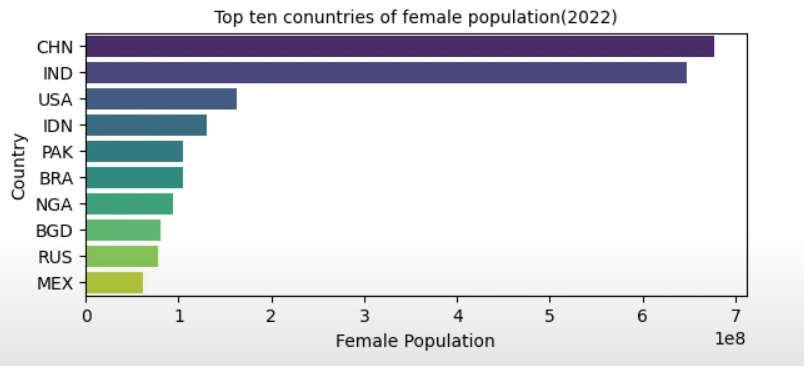 Top ten conuntries of female population(2022)
CHN
IND
USA
IDN
PAK
BRA
NGA
BGD
RUS
MEX
Country
0 1 2 3 4 5 6 7
1e8
Female Population